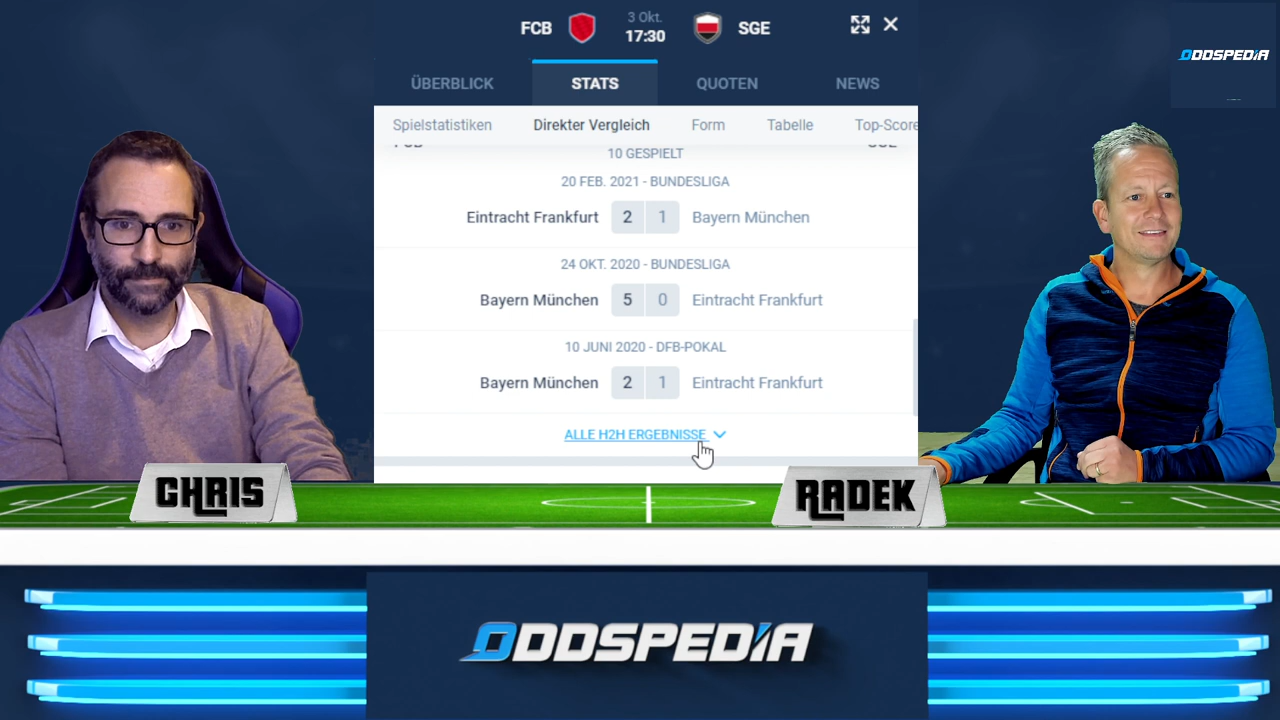 FCB 3 Okt. 17:30 SGE
ODDSPEDIA
ÜBERBLICK STATS QUOTEN NEWS
Spielstatistiken Direkter Vergleich Form Tabelle Top-Score
10 GESPIELT
20 FEB. 2021 - BUNDESLIGA
Eintracht Frankfurt 2 1 Bayern München
24 OKT. 2020 - BUNDESLIGA
Bayern München 5 0 Eintracht Frankfurt
10 JUNI 2020 - DFB-POKAL
Bayern München 2 1 Eintracht Frankfurt
ALLE H2H ERGEBNISSE
CHRIS
RADEK
ODDSPEDIA